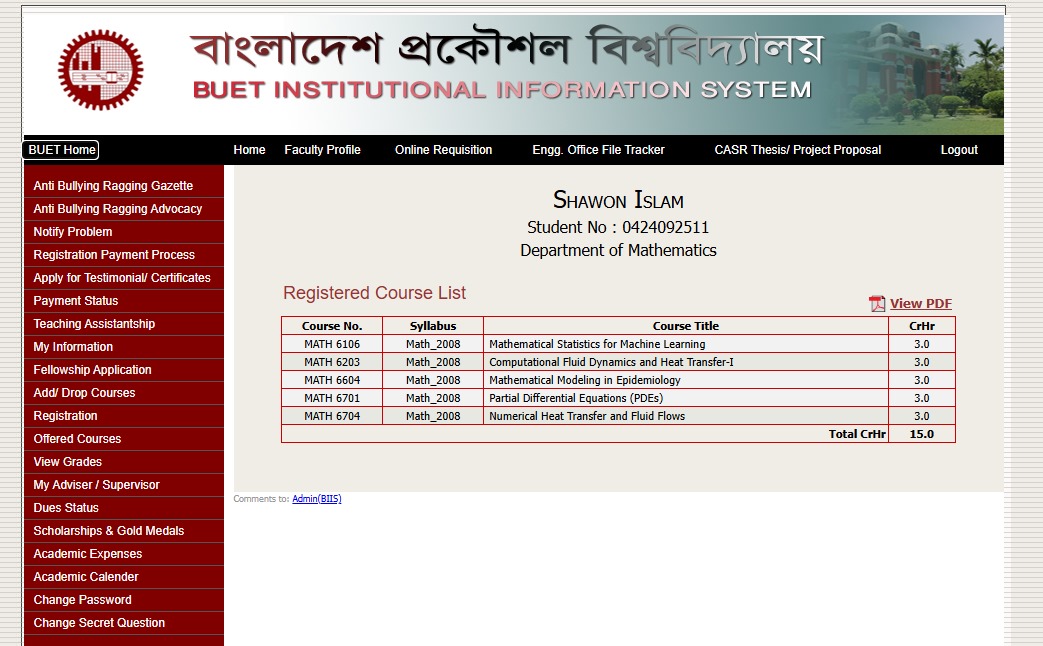 বাংলাদেশ প্রকৌশল বিশ্ববিদ্যালয়
BUET INSTITUTIONAL INFORMATION SYSTEM
BUET Home Home Faculty Profile Online Requisition Engg. Office File Tracker CASR Thesis/ Project Proposal Logout
Anti Bullying Ragging Gazette
Anti Bullying Ragging Advocacy
Notify Problem
Registration Payment Process
Apply for Testimonial/ Certificates
Payment Status
Teaching Assistantship
My Information
Fellowship Application
Add/ Drop Courses
Registration
Offered Courses
View Grades
My Adviser / Supervisor
Dues Status
Scholarships & Gold Medals
Academic Expenses
Academic Calender
Change Password
Change Secret Question
Shawon Islam
Student No : 0424092511
Department of Mathematics
Registered Course List
View PDF
Course No. Syllabus Course Title CrHr
MATH 6106 Math_2008 Mathematical Statistics for Machine Learning 3.0
MATH 6203 Math_2008 Computational Fluid Dynamics and Heat Transfer-I 3.0
MATH 6604 Math_2008 Mathematical Modeling in Epidemiology 3.0
MATH 6701 Math_2008 Partial Differential Equations (PDEs) 3.0
MATH 6704 Math_2008 Numerical Heat Transfer and Fluid Flows 3.0
Total CrHr 15.0
Comments to: Admin(BIIS)